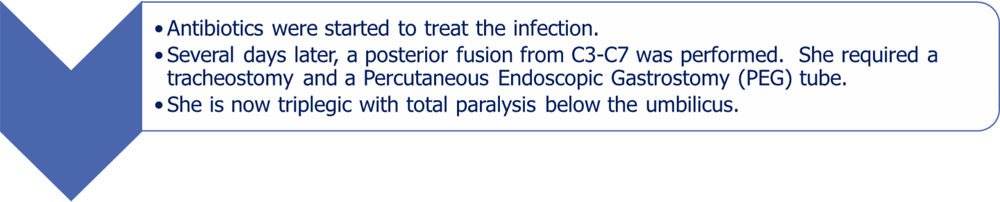 •Antibiotics were started to treat the infection.
•Several days later, a posterior fusion from C3-C7 was performed.  She required a
tracheostomy and a Percutaneous Endoscopic Gastrostomy (PEG) tube.
•She is now triplegic with total paralysis below the umbilicus.